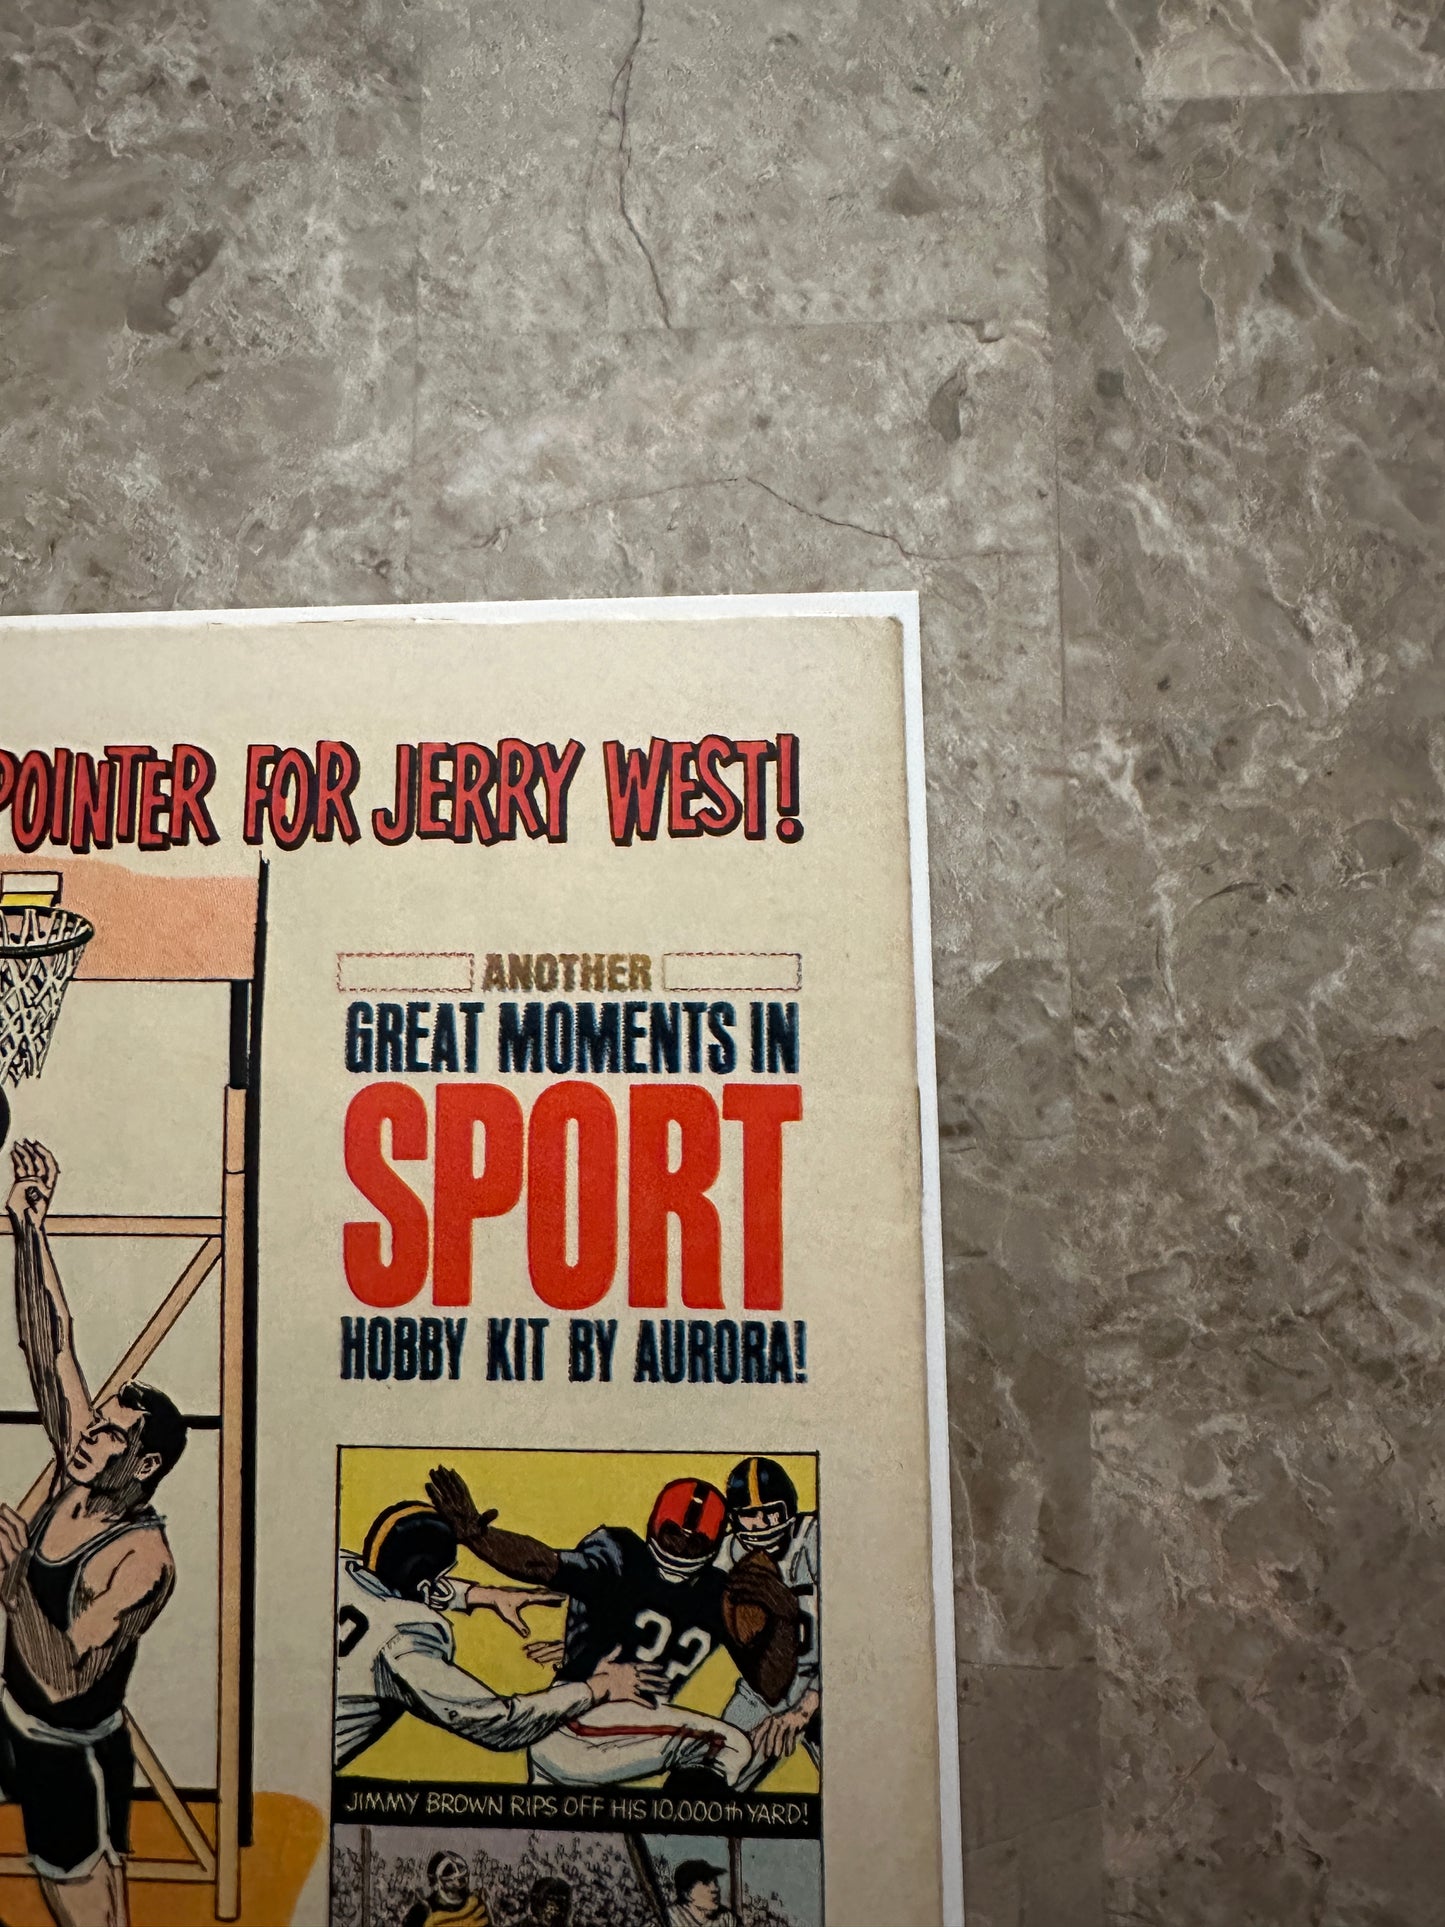 POINTER FOR JERRY WEST!
ANOTHER
GREAT MOMENTS IN
SPORT
HOBBY KIT BY AURORA!
32
JIMMY BROWN RIPS OFF HIS 10,000th YARD!